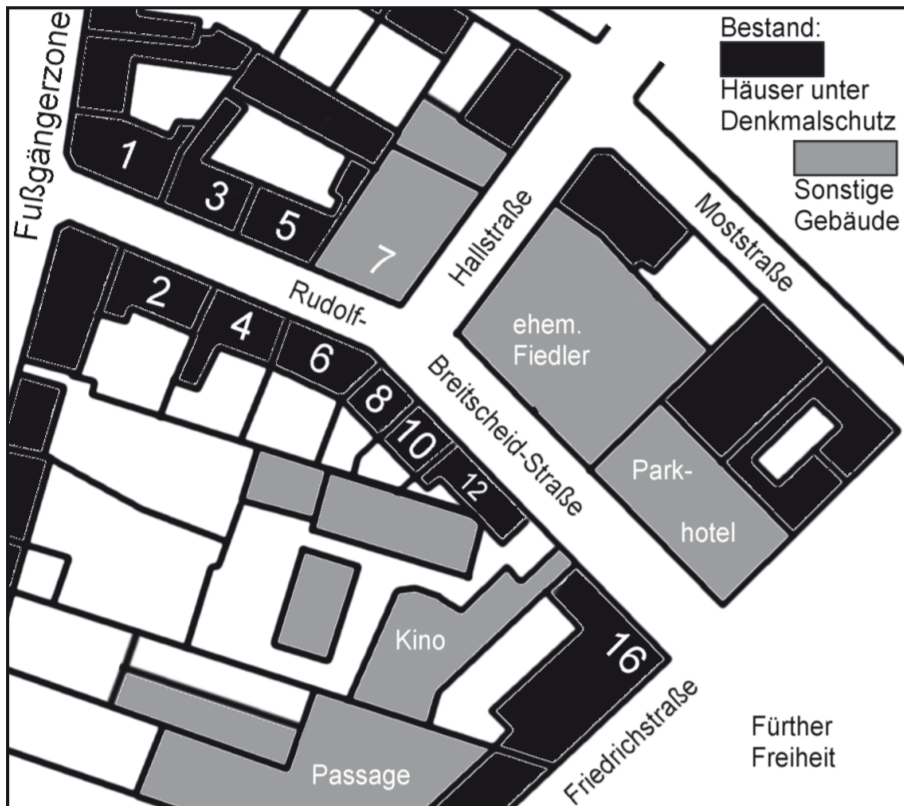 Bestand:
Häuser unter
Denkmalschutz
Sonstige
Gebäude
Fußgängerzone
1
3
5
7
Hallstraße
Moststraße
2
4
6
8
10
12
Rudolf-
Breitscheid-Straße
ehem.
Fiedler
Park-
hotel
Kino
16
Passage
Friedrichstraße
Fürther
Freiheit